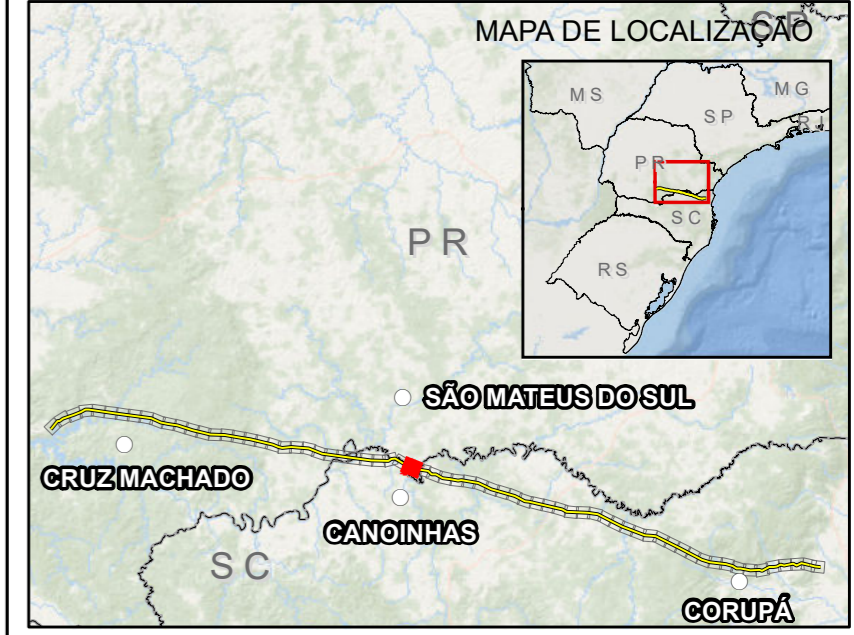 MAPA DE LOCALIZAÇÃO
MS
MG
SP
RJ
PR
SC
RS
PR
SÃO MATEUS DO SUL
CRUZ MACHADO
CANOINHAS
SC
CORUPÁ